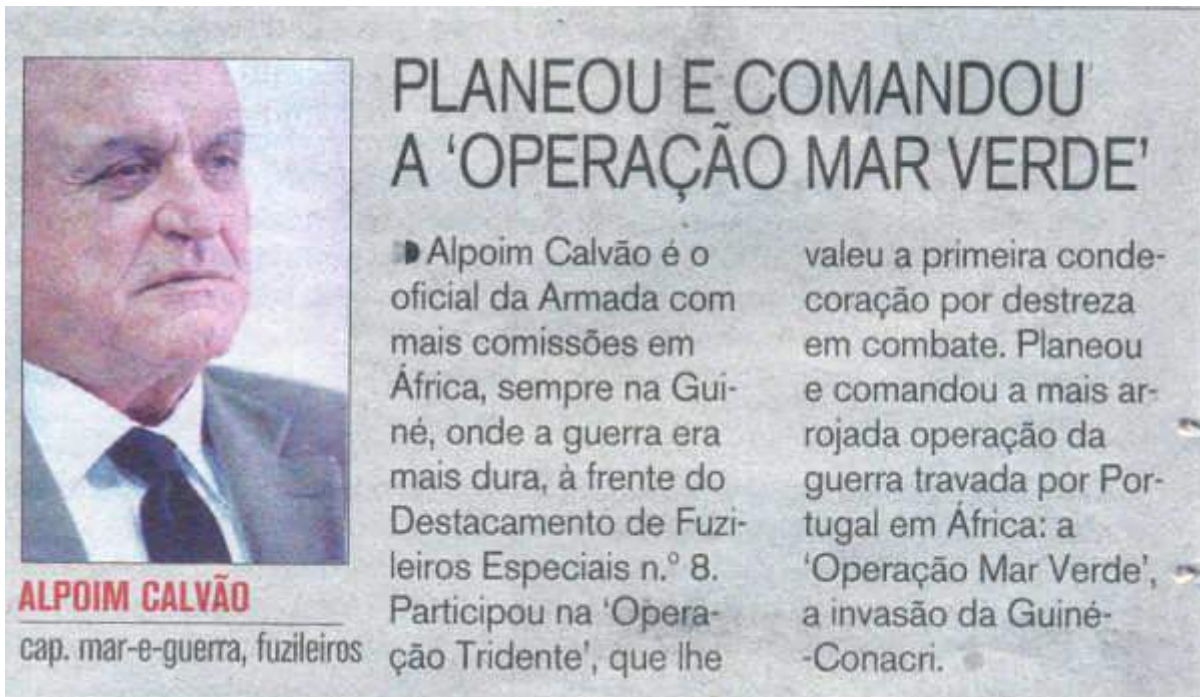 PLANEOU E COMANDOU
A ‘OPERAÇÃO MAR VERDE’
Alpoim Calvão é o
oficial da Armada com
mais comissões em
África, sempre na Gui-
né, onde a guerra era
mais dura, à frente do
Destacamento de Fuzi-
leiros Especiais n.º 8.
Participou na ‘Opera-
ção Tridente’, que lhe
valeu a primeira conde-
coração por destreza
em combate. Planeou
e comandou a mais ar-
rojada operação da
guerra travada por Por-
tugal em África: a
‘Operação Mar Verde’,
a invasão da Guiné-
-Conacri.
ALPOIM CALVÃO
cap. mar-e-guerra, fuzileiros